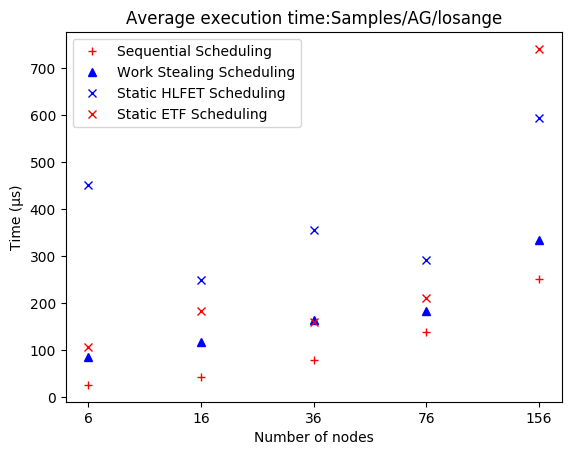 Average execution time:Samples/AG/losange
Sequential Scheduling
Work Stealing Scheduling
Static HLFET Scheduling
Static ETF Scheduling
Time (µs)
700
600
500
400
300
200
100
0
6 16 36 76 156
Number of nodes